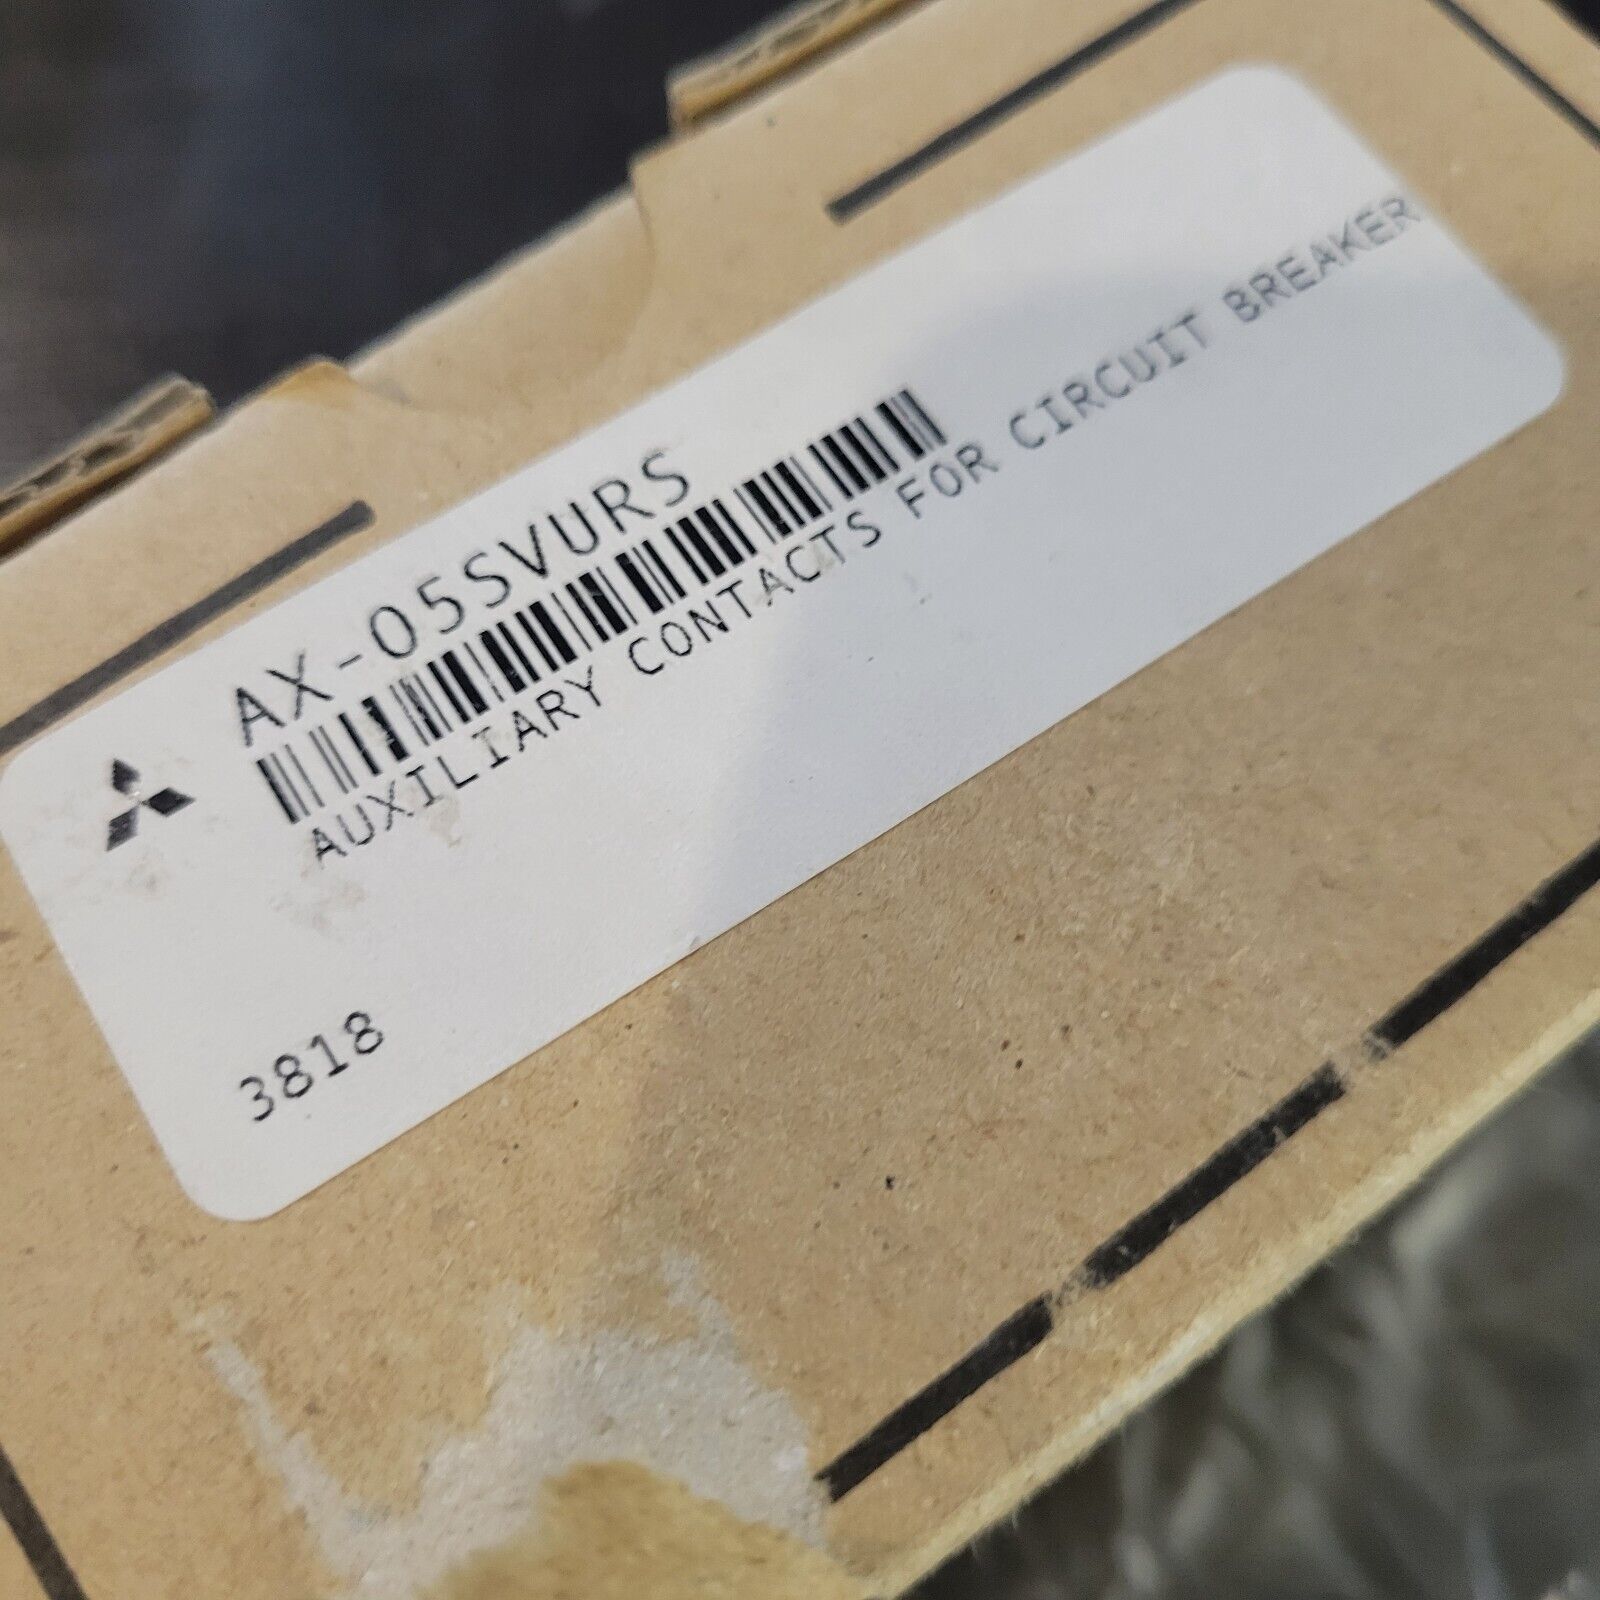 AX-05SVURS
AUXILIARY CONTACTS FOR CIRCUIT BREAKER
3818